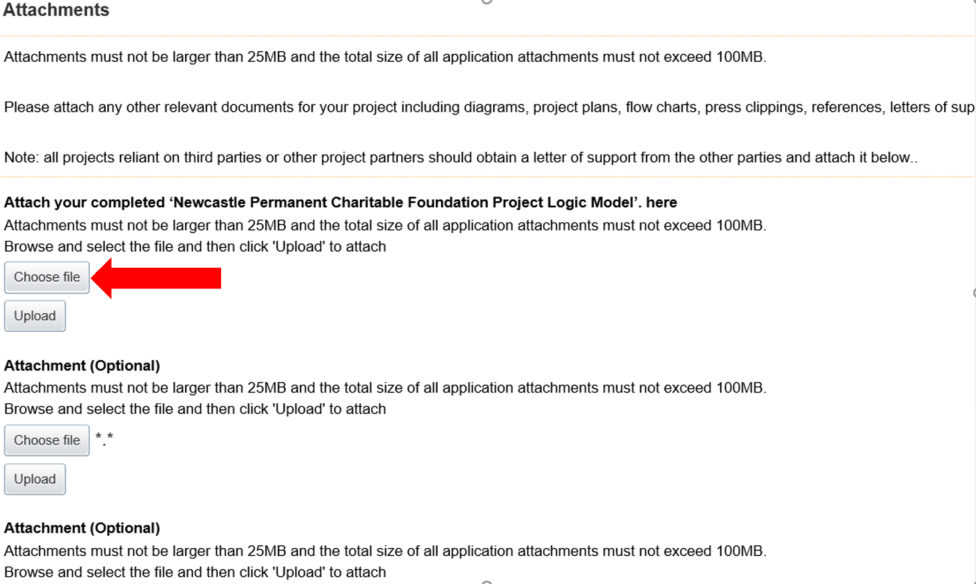 Attachments
Attachments must not be larger than 25MB and the total size of all application attachments must not exceed 100MB.
Please attach any other relevant documents for your project including diagrams, project plans, flow charts, press clippings, references, letters of sup
Note: all projects reliant on third parties or other project partners should obtain a letter of support from the other parties and attach it below..
Attach your completed ‘Newcastle Permanent Charitable Foundation Project Logic Model’. here
Attachments must not be larger than 25MB and the total size of all application attachments must not exceed 100MB.
Browse and select the file and then click 'Upload' to attach
Choose file
Upload
Attachment (Optional)
Attachments must not be larger than 25MB and the total size of all application attachments must not exceed 100MB.
Browse and select the file and then click 'Upload' to attach
Choose file *.*
Upload
Attachment (Optional)
Attachments must not be larger than 25MB and the total size of all application attachments must not exceed 100MB.
Browse and select the file and then click 'Upload' to attach